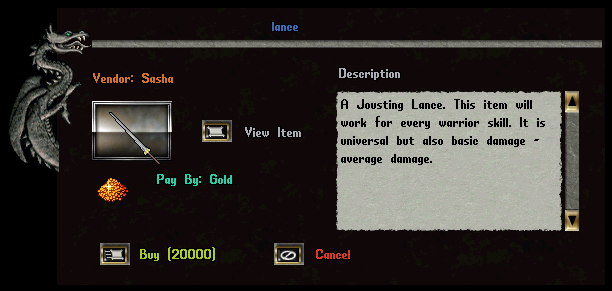 lance
Vendor: Sasha
Description
A Jousting Lance. This item will
work for every warrior skill. It is
universal but also basic damage -
average damage.
View Item
Pay By: Gold
Buy (20000)
Cancel